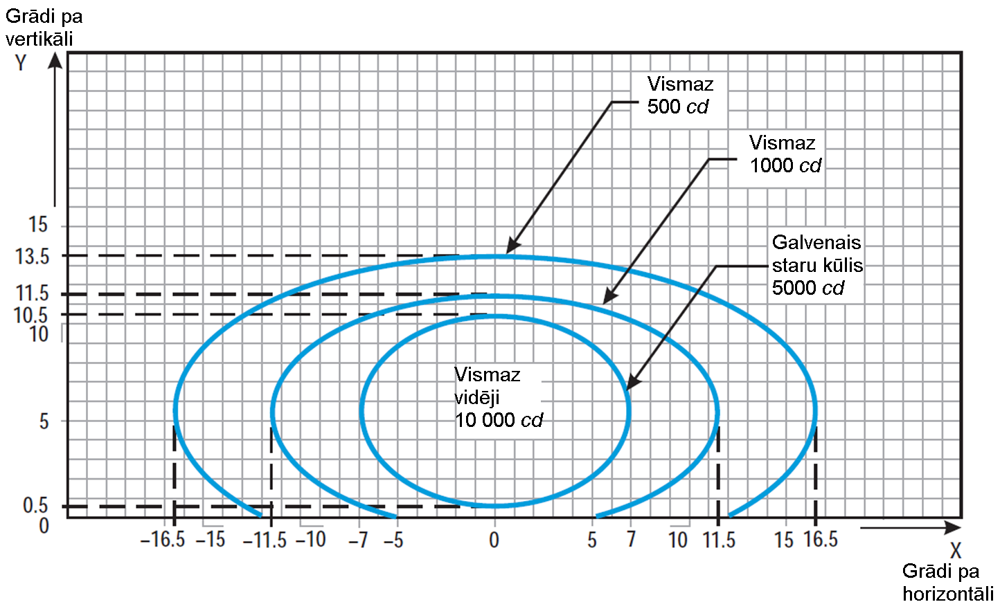 Grādi pa
vertikāli
Y
Vismaz
500 cd
Vismaz
1000 cd
Galvenais
staru kūlis
5000 cd
15
13.5
11.5
10.5
10
5
0.5
0
Vismaz
vidēji
10 000 cd
–16.5 –15 –11.5 –10 –7 –5 0 5 7 10 11.5 15 16.5
X
Grādi pa
horizontāli